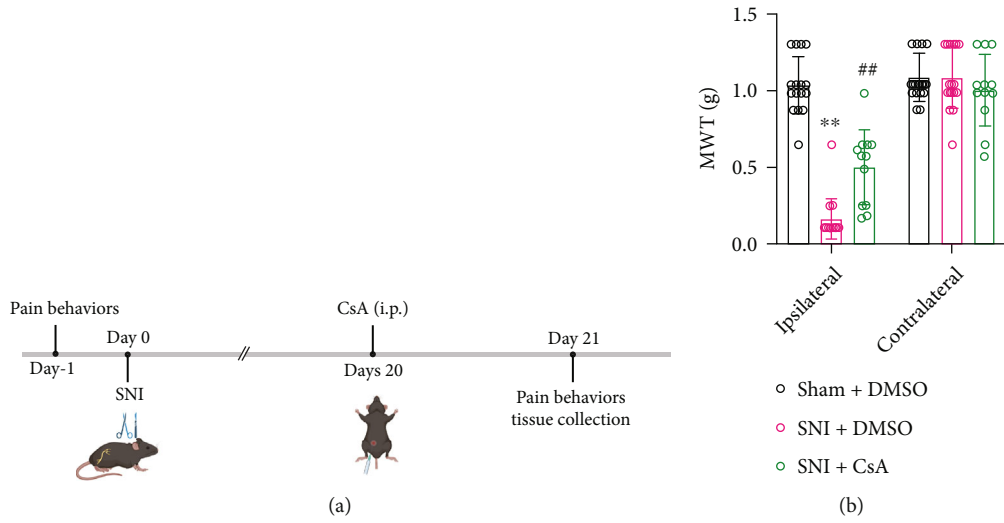 Pain behaviors
Day-1
Day 0
SNI
//
CsA (i.p.)
Days 20
Day 21
Pain behaviors
tissue collection
(a)
MWT (g)
1.5
1.0
0.5
0.0
**
##
Ipsilateral
Contralateral
Sham + DMSO
SNI + DMSO
SNI + CsA
(b)